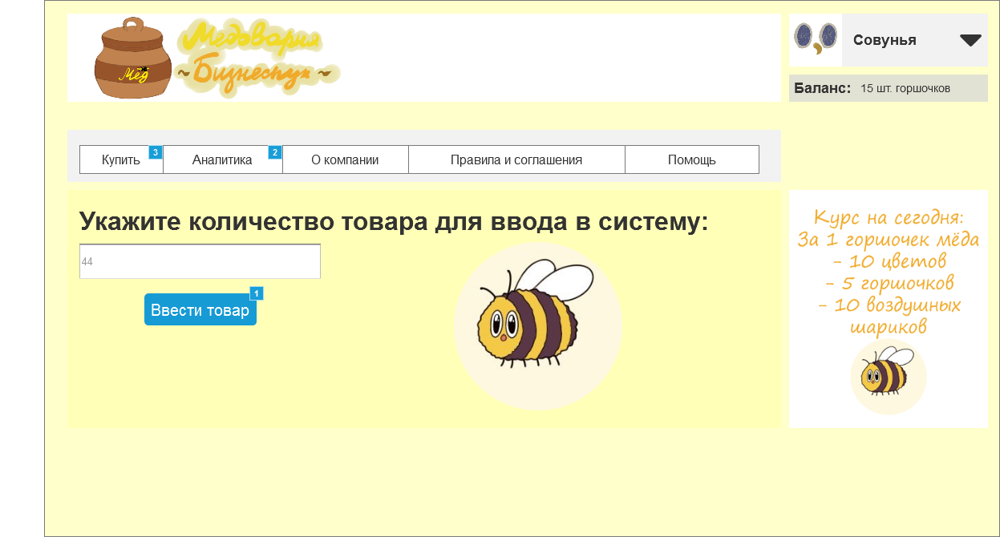 Мёд
Медовария
~Бизнеспук~
Совунья
Баланс: 15 шт. горшочков
Купить 3
Аналитика 2
О компании
Правила и соглашения
Помощь
Укажите количество товара для ввода в систему:
44
Ввести товар 1
Курс на сегодня:
За 1 горшочек мёда
- 10 цветов
- 5 горшочков
- 10 воздушных
шариков